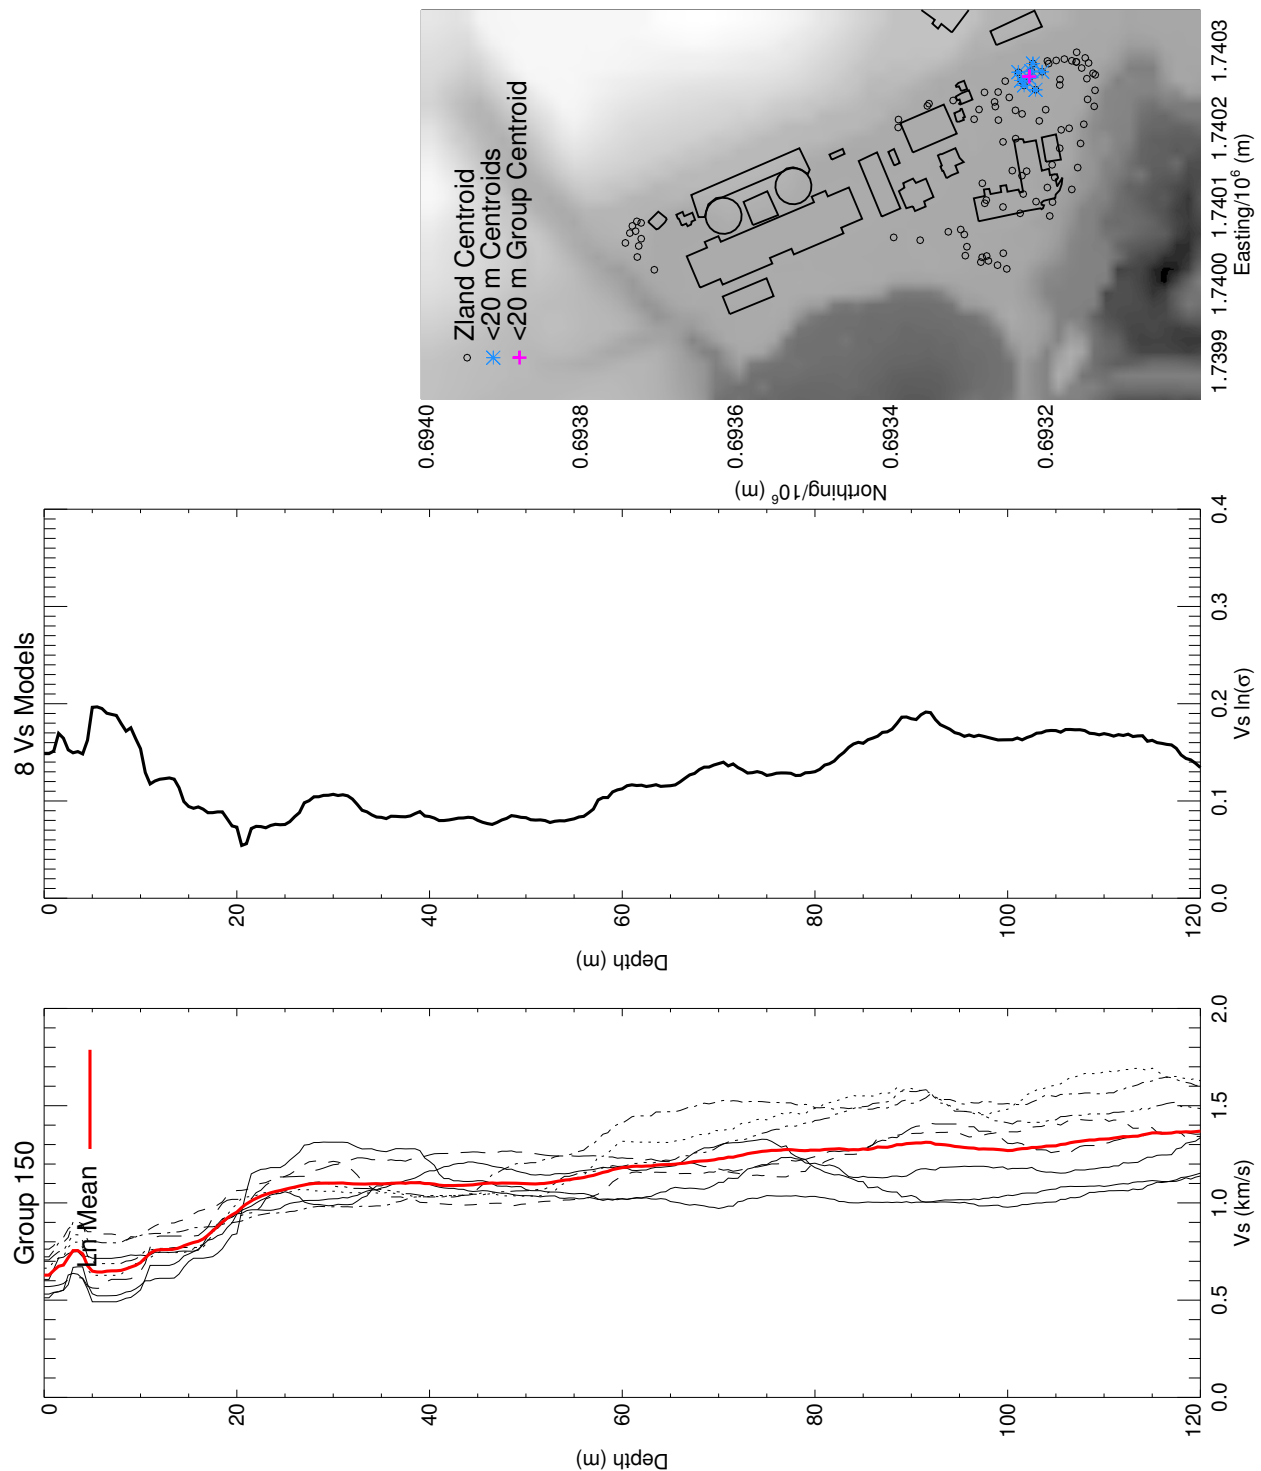 Group 150
Ln Mean
0.0
0.5
1.0
1.5
2.0
Vs (km/s)
0
20
40
60
80
100
120
Depth (m)
8 Vs Models
0.0
0.1
0.2
0.3
0.4
Vs ln(σ)
0
20
40
60
80
100
120
Depth (m)
Zland Centroid
<20 m Centroids
<20 m Group Centroid
0.6940
0.6938
0.6936
0.6934
0.6932
Northing/10⁶ (m)
1.7399
1.7400
1.7401
1.7402
1.7403
Easting/10⁶ (m)